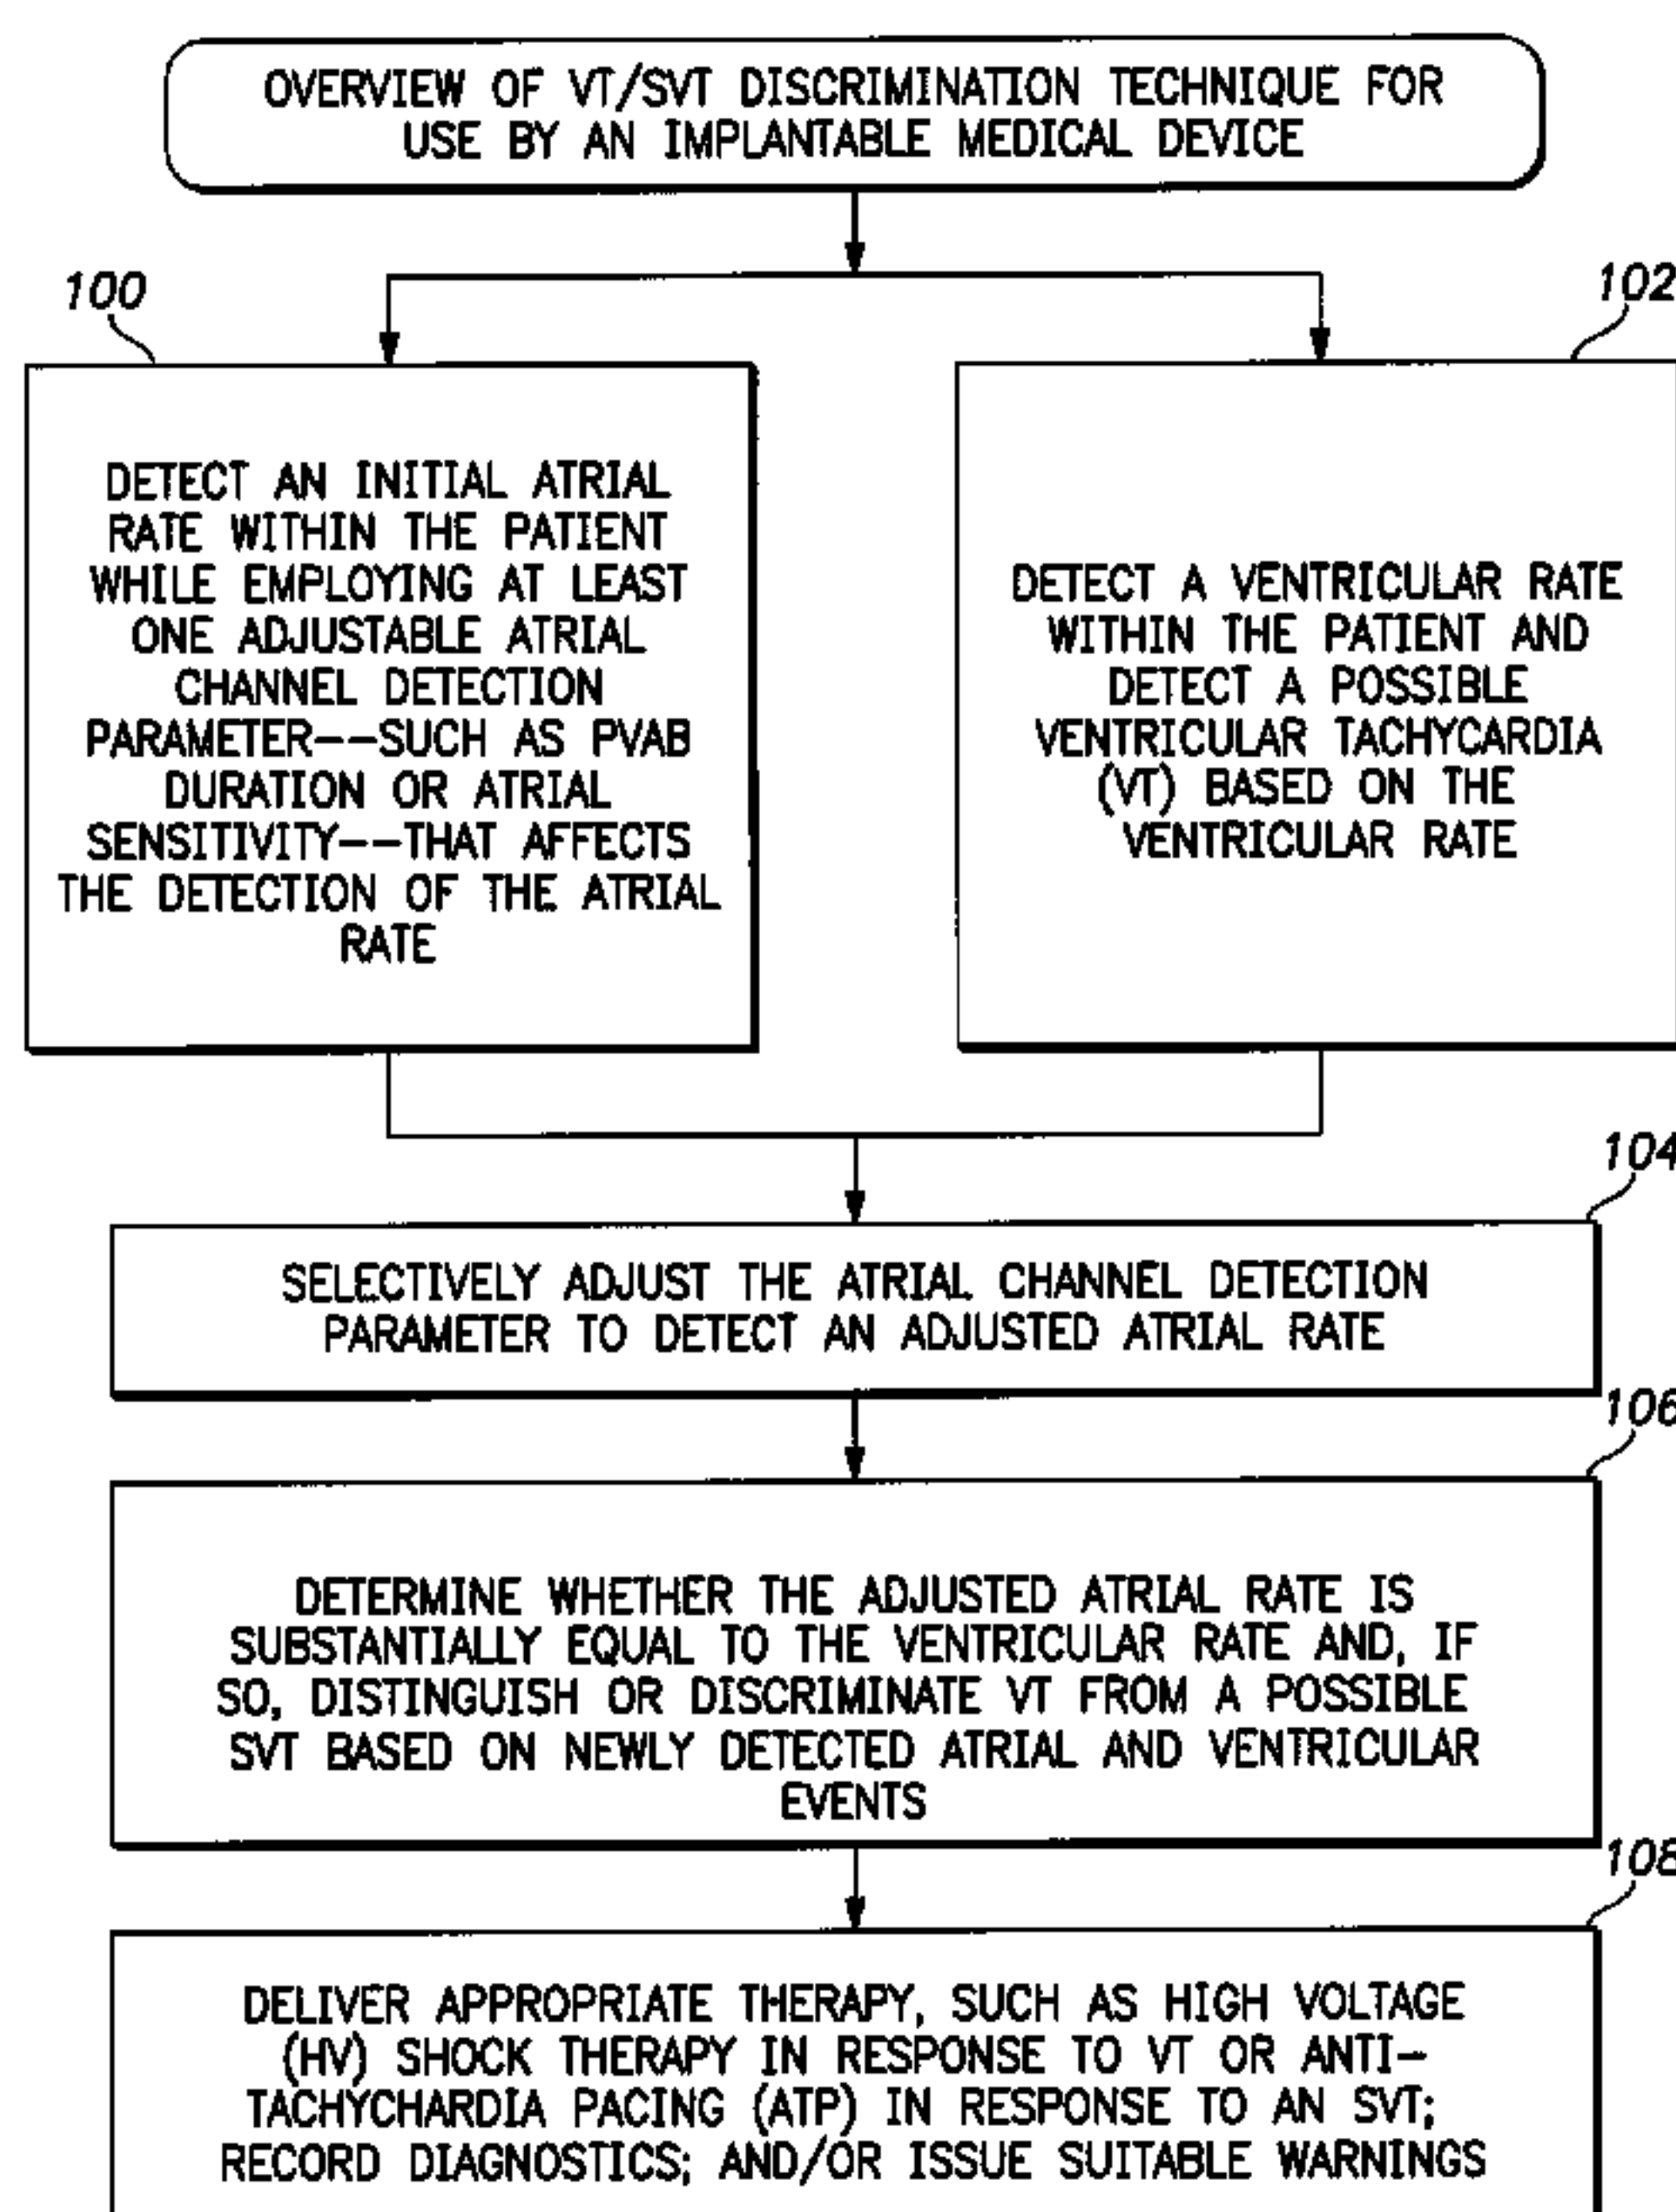 OVERVIEW OF VT/SVT DISCRIMINATION TECHNIQUE FOR
USE BY AN IMPLANTABLE MEDICAL DEVICE
100
102
DETECT AN INITIAL ATRIAL
RATE WITHIN THE PATIENT
WHILE EMPLOYING AT LEAST
ONE ADJUSTABLE ATRIAL
CHANNEL DETECTION
PARAMETER--SUCH AS PVAB
DURATION OR ATRIAL
SENSITIVITY--THAT AFFECTS
THE DETECTION OF THE ATRIAL
RATE
DETECT A VENTRICULAR RATE
WITHIN THE PATIENT AND
DETECT A POSSIBLE
VENTRICULAR TACHYCARDIA
(VT) BASED ON THE
VENTRICULAR RATE
104
SELECTIVELY ADJUST THE ATRIAL CHANNEL DETECTION
PARAMETER TO DETECT AN ADJUSTED ATRIAL RATE
106
DETERMINE WHETHER THE ADJUSTED ATRIAL RATE IS
SUBSTANTIALLY EQUAL TO THE VENTRICULAR RATE AND, IF
SO, DISTINGUISH OR DISCRIMINATE VT FROM A POSSIBLE
SVT BASED ON NEWLY DETECTED ATRIAL AND VENTRICULAR
EVENTS
108
DELIVER APPROPRIATE THERAPY, SUCH AS HIGH VOLTAGE
(HV) SHOCK THERAPY IN RESPONSE TO VT OR ANTI-
TACHYCHARDIA PACING (ATP) IN RESPONSE TO AN SVT;
RECORD DIAGNOSTICS; AND/OR ISSUE SUITABLE WARNINGS